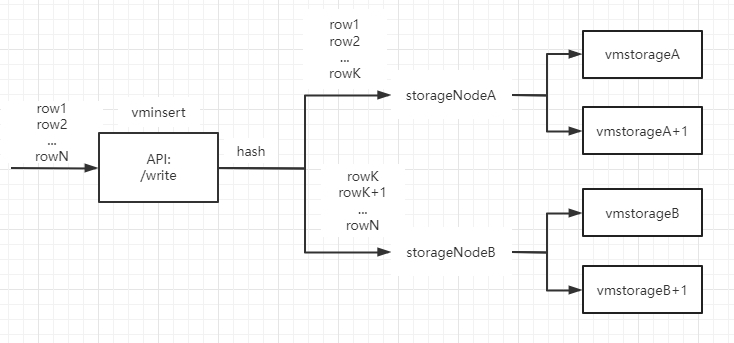 row1
row2
...
rowN
vminsert
API:
/write
hash
row1
row2
...
rowK
storageNodeA
vmstorageA
vmstorageA+1
rowK
rowK+1
...
rowN
storageNodeB
vmstorageB
vmstorageB+1